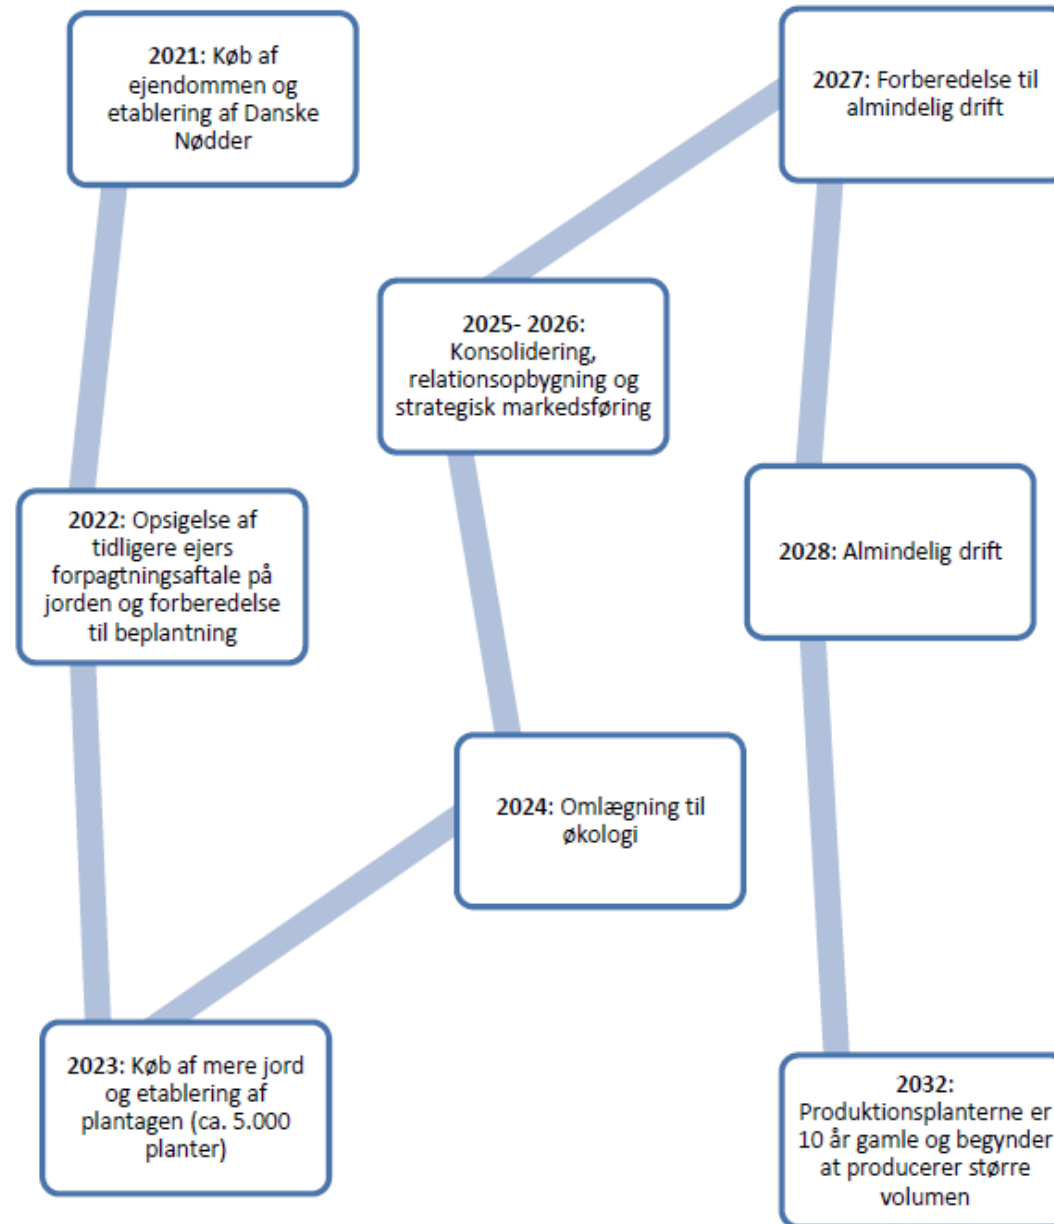 2021: Køb af
ejendommen og
etablering af Danske
Nødder
2022: Opsigelse af
tidligere ejers
forpagtningsaftale på
jorden og forberedelse
til beplantning
2023: Køb af mere jord
og etablering af
plantagen (ca. 5.000
planter)
2024: Omlægning til
økologi
2025- 2026:
Konsolidering,
relationsopbygning og
strategisk markedsføring
2027: Forberedelse til
almindelig drift
2028: Almindelig drift
2032:
Produktionsplanterne er
10 år gamle og begynder
at producerer større
volumen